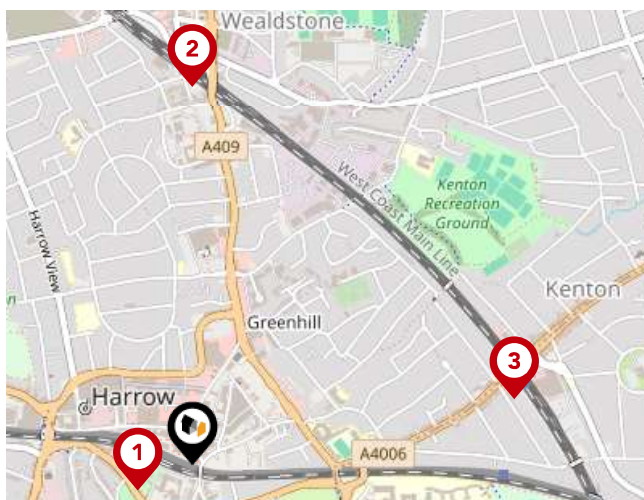 Wealdstone
2
A409
West Coast Main Line
Kenton
Recreation
Ground
Harrow View
Kenton
Greenhill
3
Harrow
1
A4006